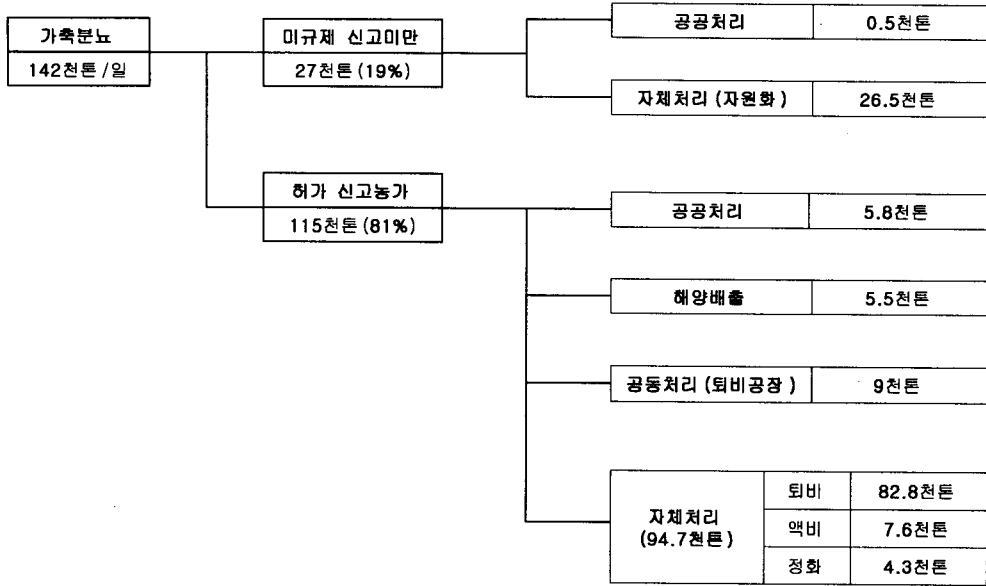 가축분뇨
142천톤/일
미규제 신고미만
27천톤(19%)
공공처리 0.5천톤
자체처리(자원화) 26.5천톤
허가 신고농가
115천톤(81%)
공공처리 5.8천톤
해양배출 5.5천톤
공동처리(퇴비공장) 9천톤
자체처리
(94.7천톤)
퇴비 82.8천톤
액비 7.6천톤
정화 4.3천톤